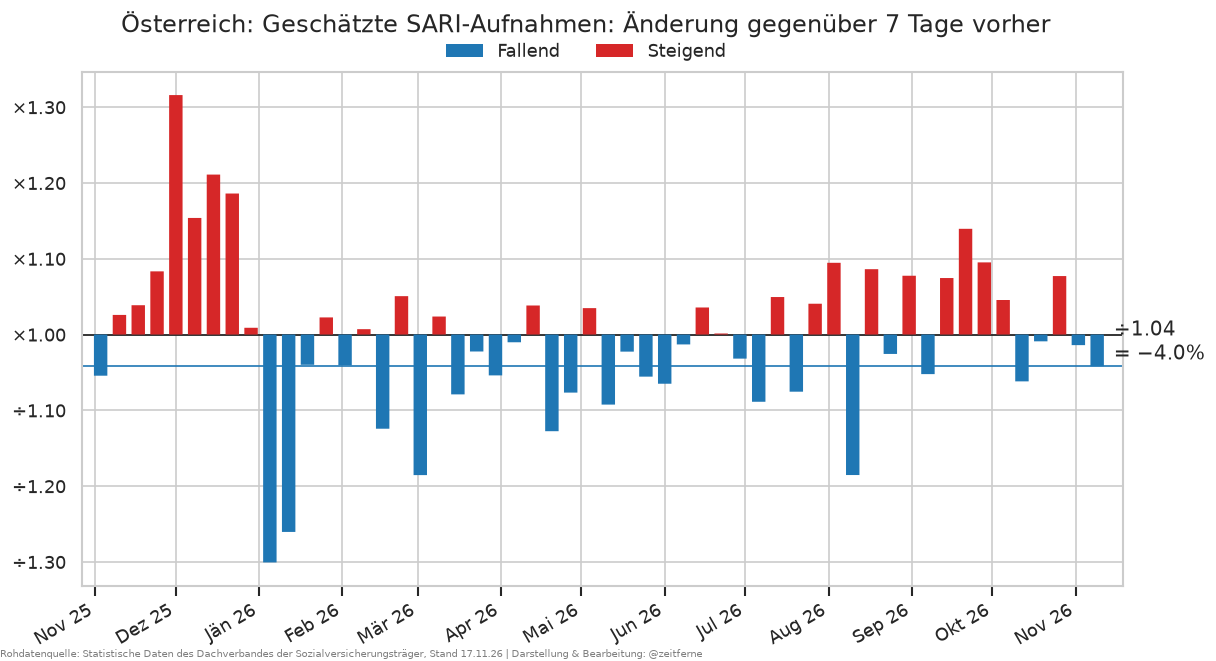 Österreich: Geschätzte SARI-Aufnahmen: Änderung gegenüber 7 Tage vorher
Fallend Steigend
×1.30
×1.20
×1.10
×1.00
÷1.10
÷1.20
÷1.30
÷1.04
= −4.0%
Nov 25 Dez 25 Jän 26 Feb 26 Mär 26 Apr 26 Mai 26 Jun 26 Jul 26 Aug 26 Sep 26 Okt 26 Nov 26
Rohdatenquelle: Statistische Daten des Dachverbandes der Sozialversicherungsträger, Stand 17.11.26 | Darstellung & Bearbeitung: @zeitferne